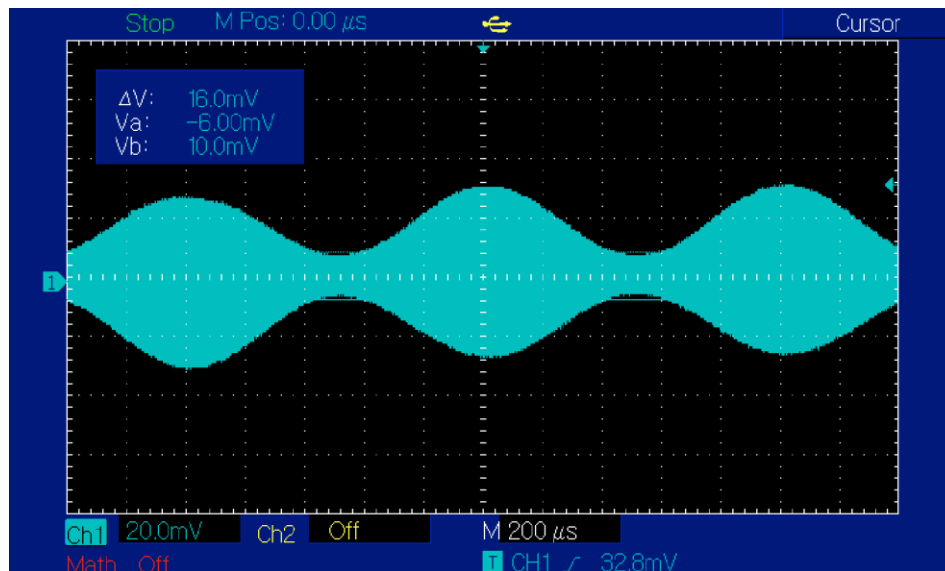 Stop M Pos: 0.00 μs Cursor
ΔV: 16.0mV
Va: -6.00mV
Vb: 10.0mV
1
Ch1 20.0mV Ch2 Off M 200 μs
Math Off T CH1 32.8mV